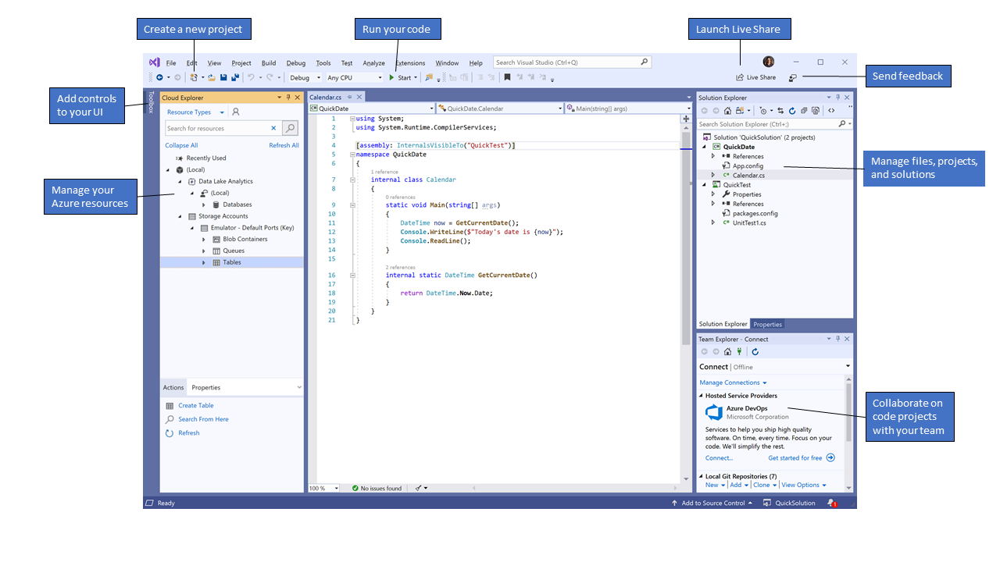 Create a new project
Run your code
Launch Live Share
Send feedback
Add controls
to your UI
Manage your
Azure resources
Manage files, projects,
and solutions
Collaborate on
code projects
with your team
File Edit View Project Build Debug Tools Test Analyze Extensions Window Help Search Visual Studio (Ctrl+Q)
Debug Any CPU Start Live Share
Toolbox
Cloud Explorer
Resource Types
Search for resources
Collapse All Refresh All
Recently Used
(Local)
Data Lake Analytics
(Local)
Databases
Storage Accounts
Emulator - Default Ports (Key)
Blob Containers
Queues
Tables
Actions Properties
Create Table
Search From Here
Refresh
Calendar.cs
QuickDate QuickDate.Calendar Main(string[] args)
1 using System;
2 using System.Runtime.CompilerServices;
3
4 [assembly: InternalsVisibleTo("QuickTest")]
5 namespace QuickDate
6 {
1 reference
7 internal class Calendar
8 {
0 references
9 static void Main(string[] args)
10 {
11 DateTime now = GetCurrentDate();
12 Console.WriteLine($"Today's date is {now}");
13 Console.ReadLine();
14 }
15
2 references
16 internal static DateTime GetCurrentDate()
17 {
18 return DateTime.Now.Date;
19 }
20 }
21 }
100 % No issues found
Solution Explorer
Search Solution Explorer (Ctrl+;)
Solution 'QuickSolution' (2 projects)
QuickDate
References
App.config
Calendar.cs
QuickTest
Properties
References
packages.config
UnitTest1.cs
Solution Explorer Properties
Team Explorer - Connect
Connect | Offline
Manage Connections
Hosted Service Providers
Azure DevOps
Microsoft Corporation
Services to help you ship high quality
software. On time, every time. Focus on your
code. We'll simplify the rest.
Connect... Get started for free
Local Git Repositories (7)
New Add Clone View Options
Ready Add to Source Control QuickSolution 1